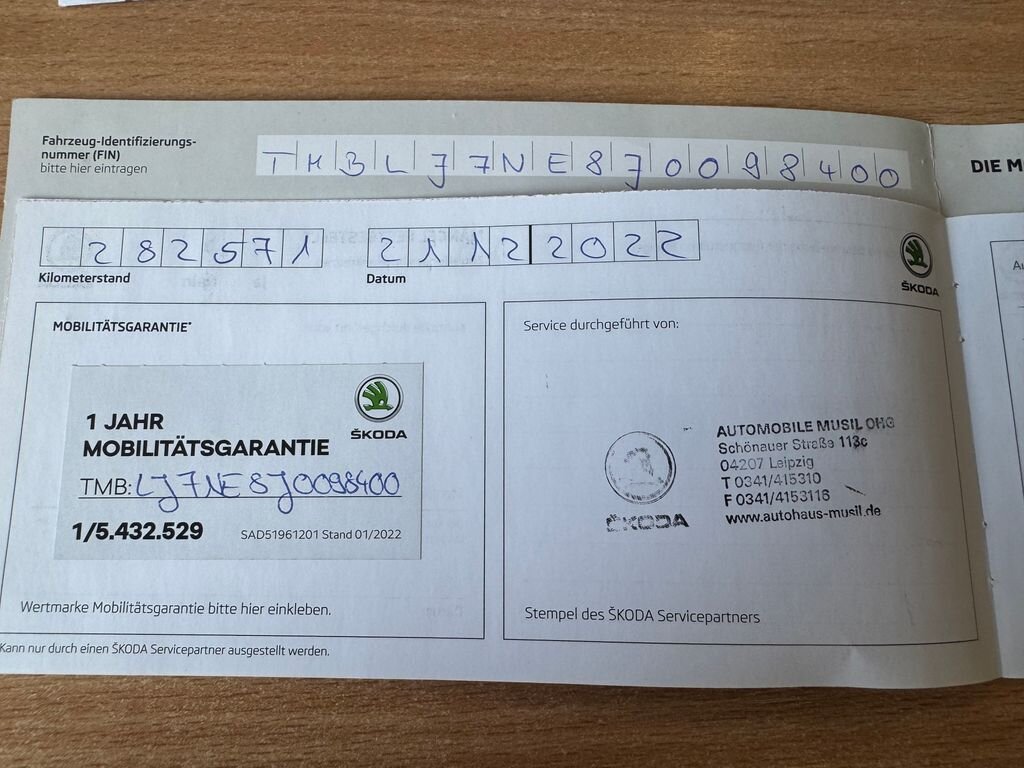 Fahrzeug-Identifizierungs-
nummer (FIN)
bitte hier eintragen
TMBLJ7NE8J0098400
DIE M
282571
21122022
Kilometerstand
Datum
ŠKODA
MOBILITÄTSGARANTIE*
1 JAHR
MOBILITÄTSGARANTIE
ŠKODA
TMB:LJ7NE8J0098400
1/5.432.529
SAD51961201 Stand 01/2022
Wertmarke Mobilitätsgarantie bitte hier einkleben.
Kann nur durch einen ŠKODA Servicepartner ausgestellt werden.
Service durchgeführt von:
ŠKODA
AUTOMOBILE MUSIL OHG
Schönauer Straße 113c
04207 Leipzig
T 0341/415310
F 0341/4153116
www.autohaus-musil.de
Stempel des ŠKODA Servicepartners